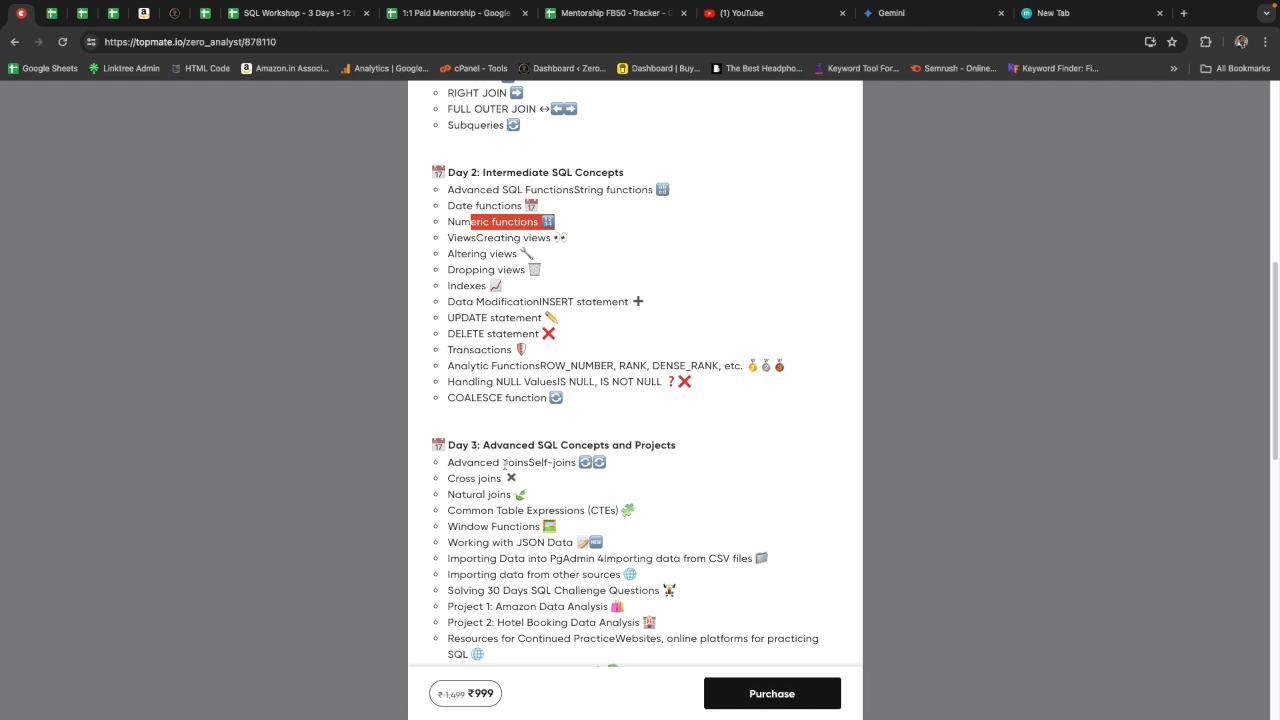 SQL Workshop - 3 Days - 12
1:1 Paid Mentorship - Google
Mentorship FB50 -Tracker - G
(1) YouTube
Gemini
New Tab
https://topmate.io/zero_analyst/878110
Google Sheets
Linktree Admin
HTML Code
Amazon.in Associ...
Analytics | Google...
cPanel - Tools
Dashboard ‹ Zero...
Dashboard | Buy...
The Best Headpho...
Keyword Tool For...
Semrush - Online...
Keyword Finder: Fi...
All Bookmarks
RIGHT JOIN ➡️
FULL OUTER JOIN ↔️⬅️➡️
Subqueries 🔄
📅 Day 2: Intermediate SQL Concepts
Advanced SQL FunctionsString functions 🔡
Date functions 📅
Numeric functions 🔢
ViewsCreating views 👀
Altering views 🔧
Dropping views 🗑️
Indexes 📈
Data ModificationINSERT statement ➕
UPDATE statement ✏️
DELETE statement ❌
Transactions 🛡️
Analytic FunctionsROW_NUMBER, RANK, DENSE_RANK, etc. 🥇🥈🥉
Handling NULL ValuesIS NULL, IS NOT NULL ❓❌
COALESCE function 🔄
📅 Day 3: Advanced SQL Concepts and Projects
Advanced JoinsSelf-joins 🔄🔄
Cross joins ✖️
Natural joins 🍃
Common Table Expressions (CTEs) 🍀
Window Functions 🖼️
Working with JSON Data 📝🆕
Importing Data into PgAdmin 4Importing data from CSV files 📁
Importing data from other sources 🌐
Solving 30 Days SQL Challenge Questions 🏋️
Project 1: Amazon Data Analysis 🛍️
Project 2: Hotel Booking Data Analysis 🏨
Resources for Continued PracticeWebsites, online platforms for practicing
SQL 🌐
₹ 1,499 ₹999
Purchase